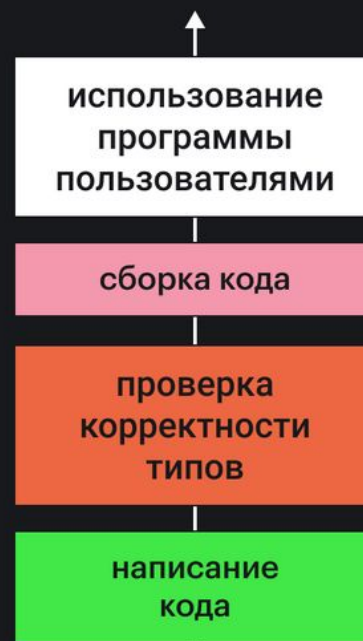 использование
программы
пользователями
сборка кода
проверка
корректности
типов
написание
кода